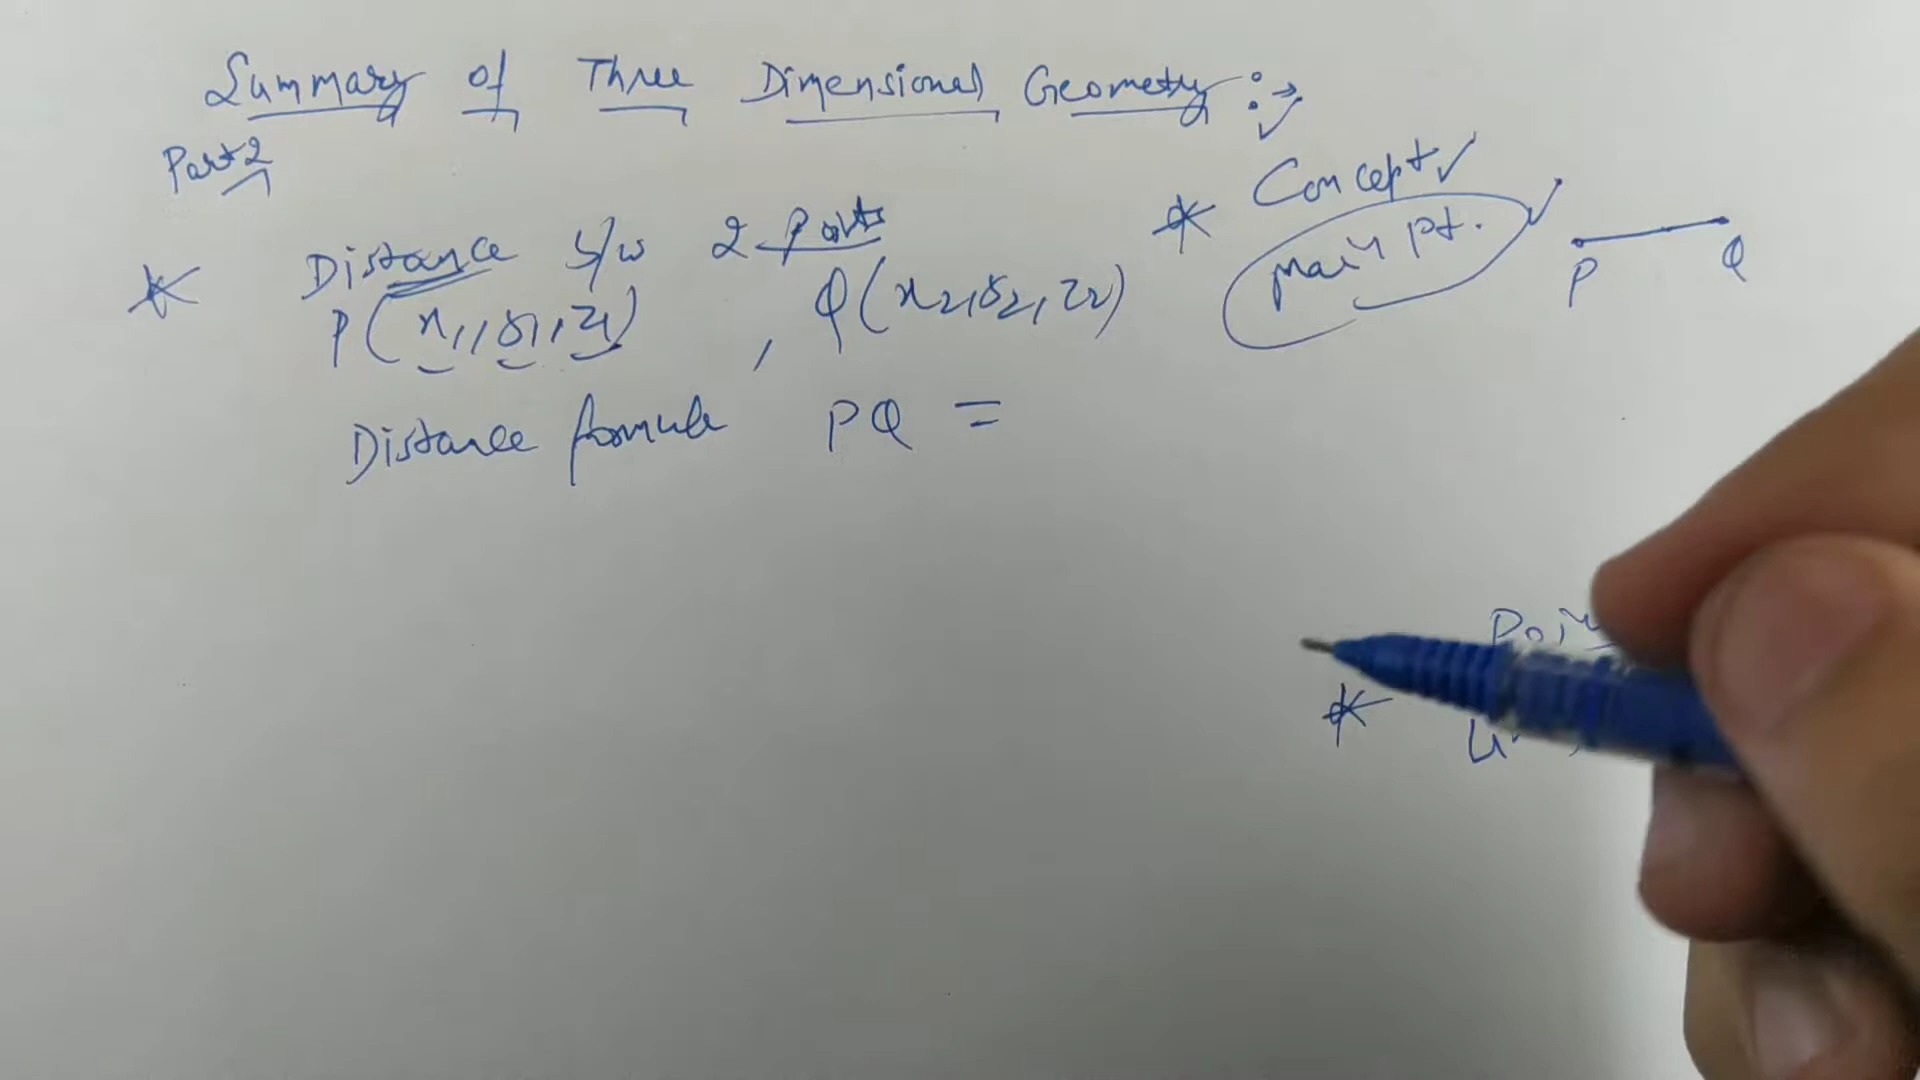 Summary of Three Dimensional Geometry :→
Part 2
* Concept ✓
main pt. ✓
* Distance b/w 2 Points
P(x1, y1, z1) , Q(x2, y2, z2)
P Q
Distance formula PQ =
*